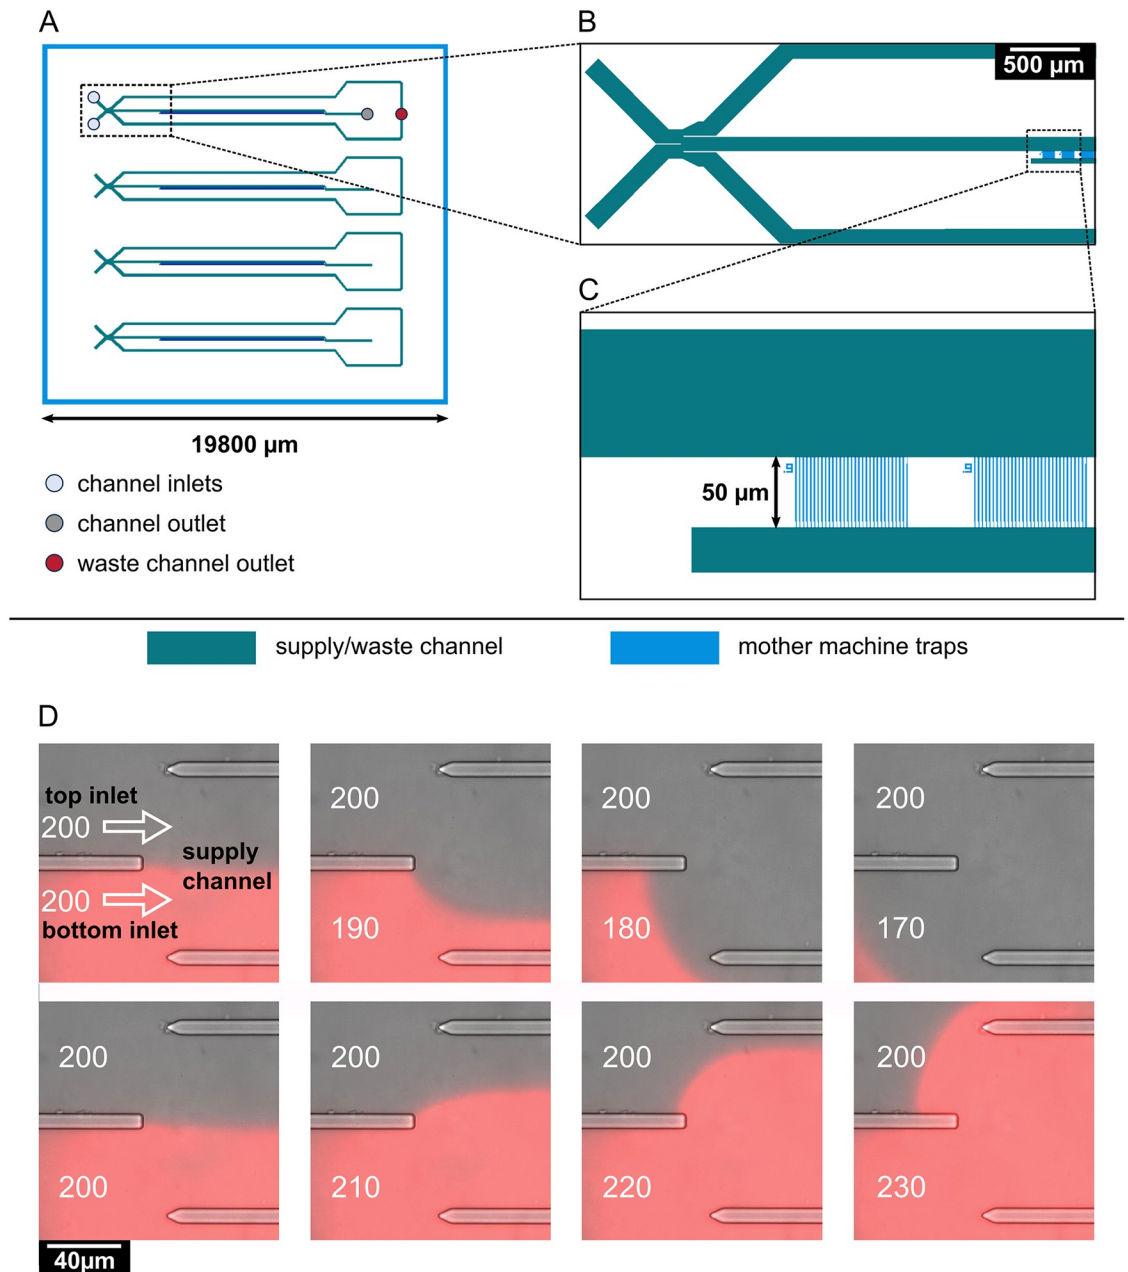 A
B
500 µm
19800 µm
channel inlets
channel outlet
waste channel outlet
C
50 µm
supply/waste channel
mother machine traps
D
top inlet
200
supply
channel
200
bottom inlet
200
190
200
180
200
170
200
200
200
210
200
220
200
230
40µm